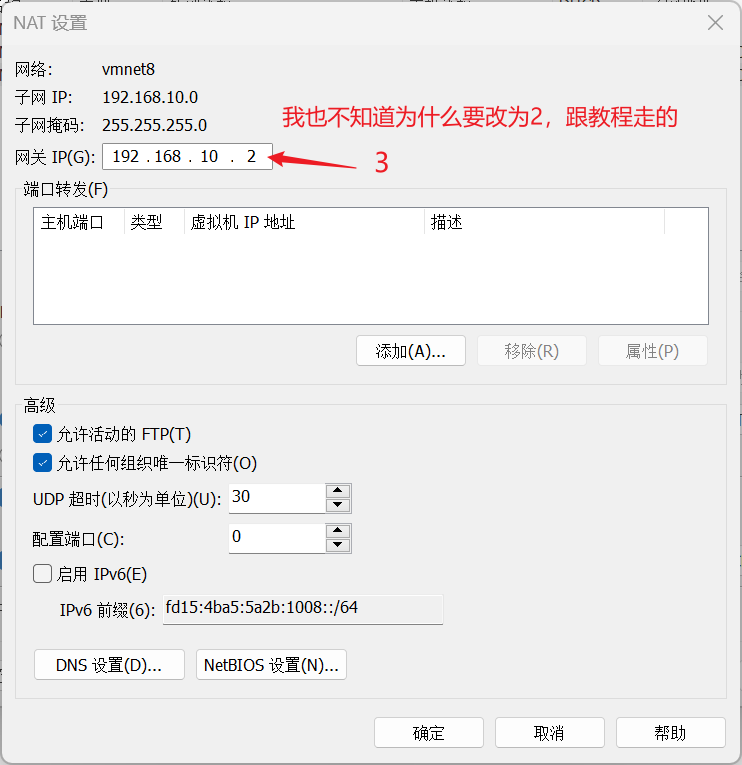 NAT 设置
网络: vmnet8
子网 IP: 192.168.10.0
子网掩码: 255.255.255.0
我也不知道为什么要改为2，跟教程走的
网关 IP(G): 192 . 168 . 10 . 2
3
端口转发(F)
主机端口 类型 虚拟机 IP 地址 描述
添加(A)... 移除(R) 属性(P)
高级
允许活动的 FTP(T)
允许任何组织唯一标识符(O)
UDP 超时(以秒为单位)(U): 30
配置端口(C): 0
启用 IPv6(E)
IPv6 前缀(6): fd15:4ba5:5a2b:1008::/64
DNS 设置(D)... NetBIOS 设置(N)...
确定 取消 帮助